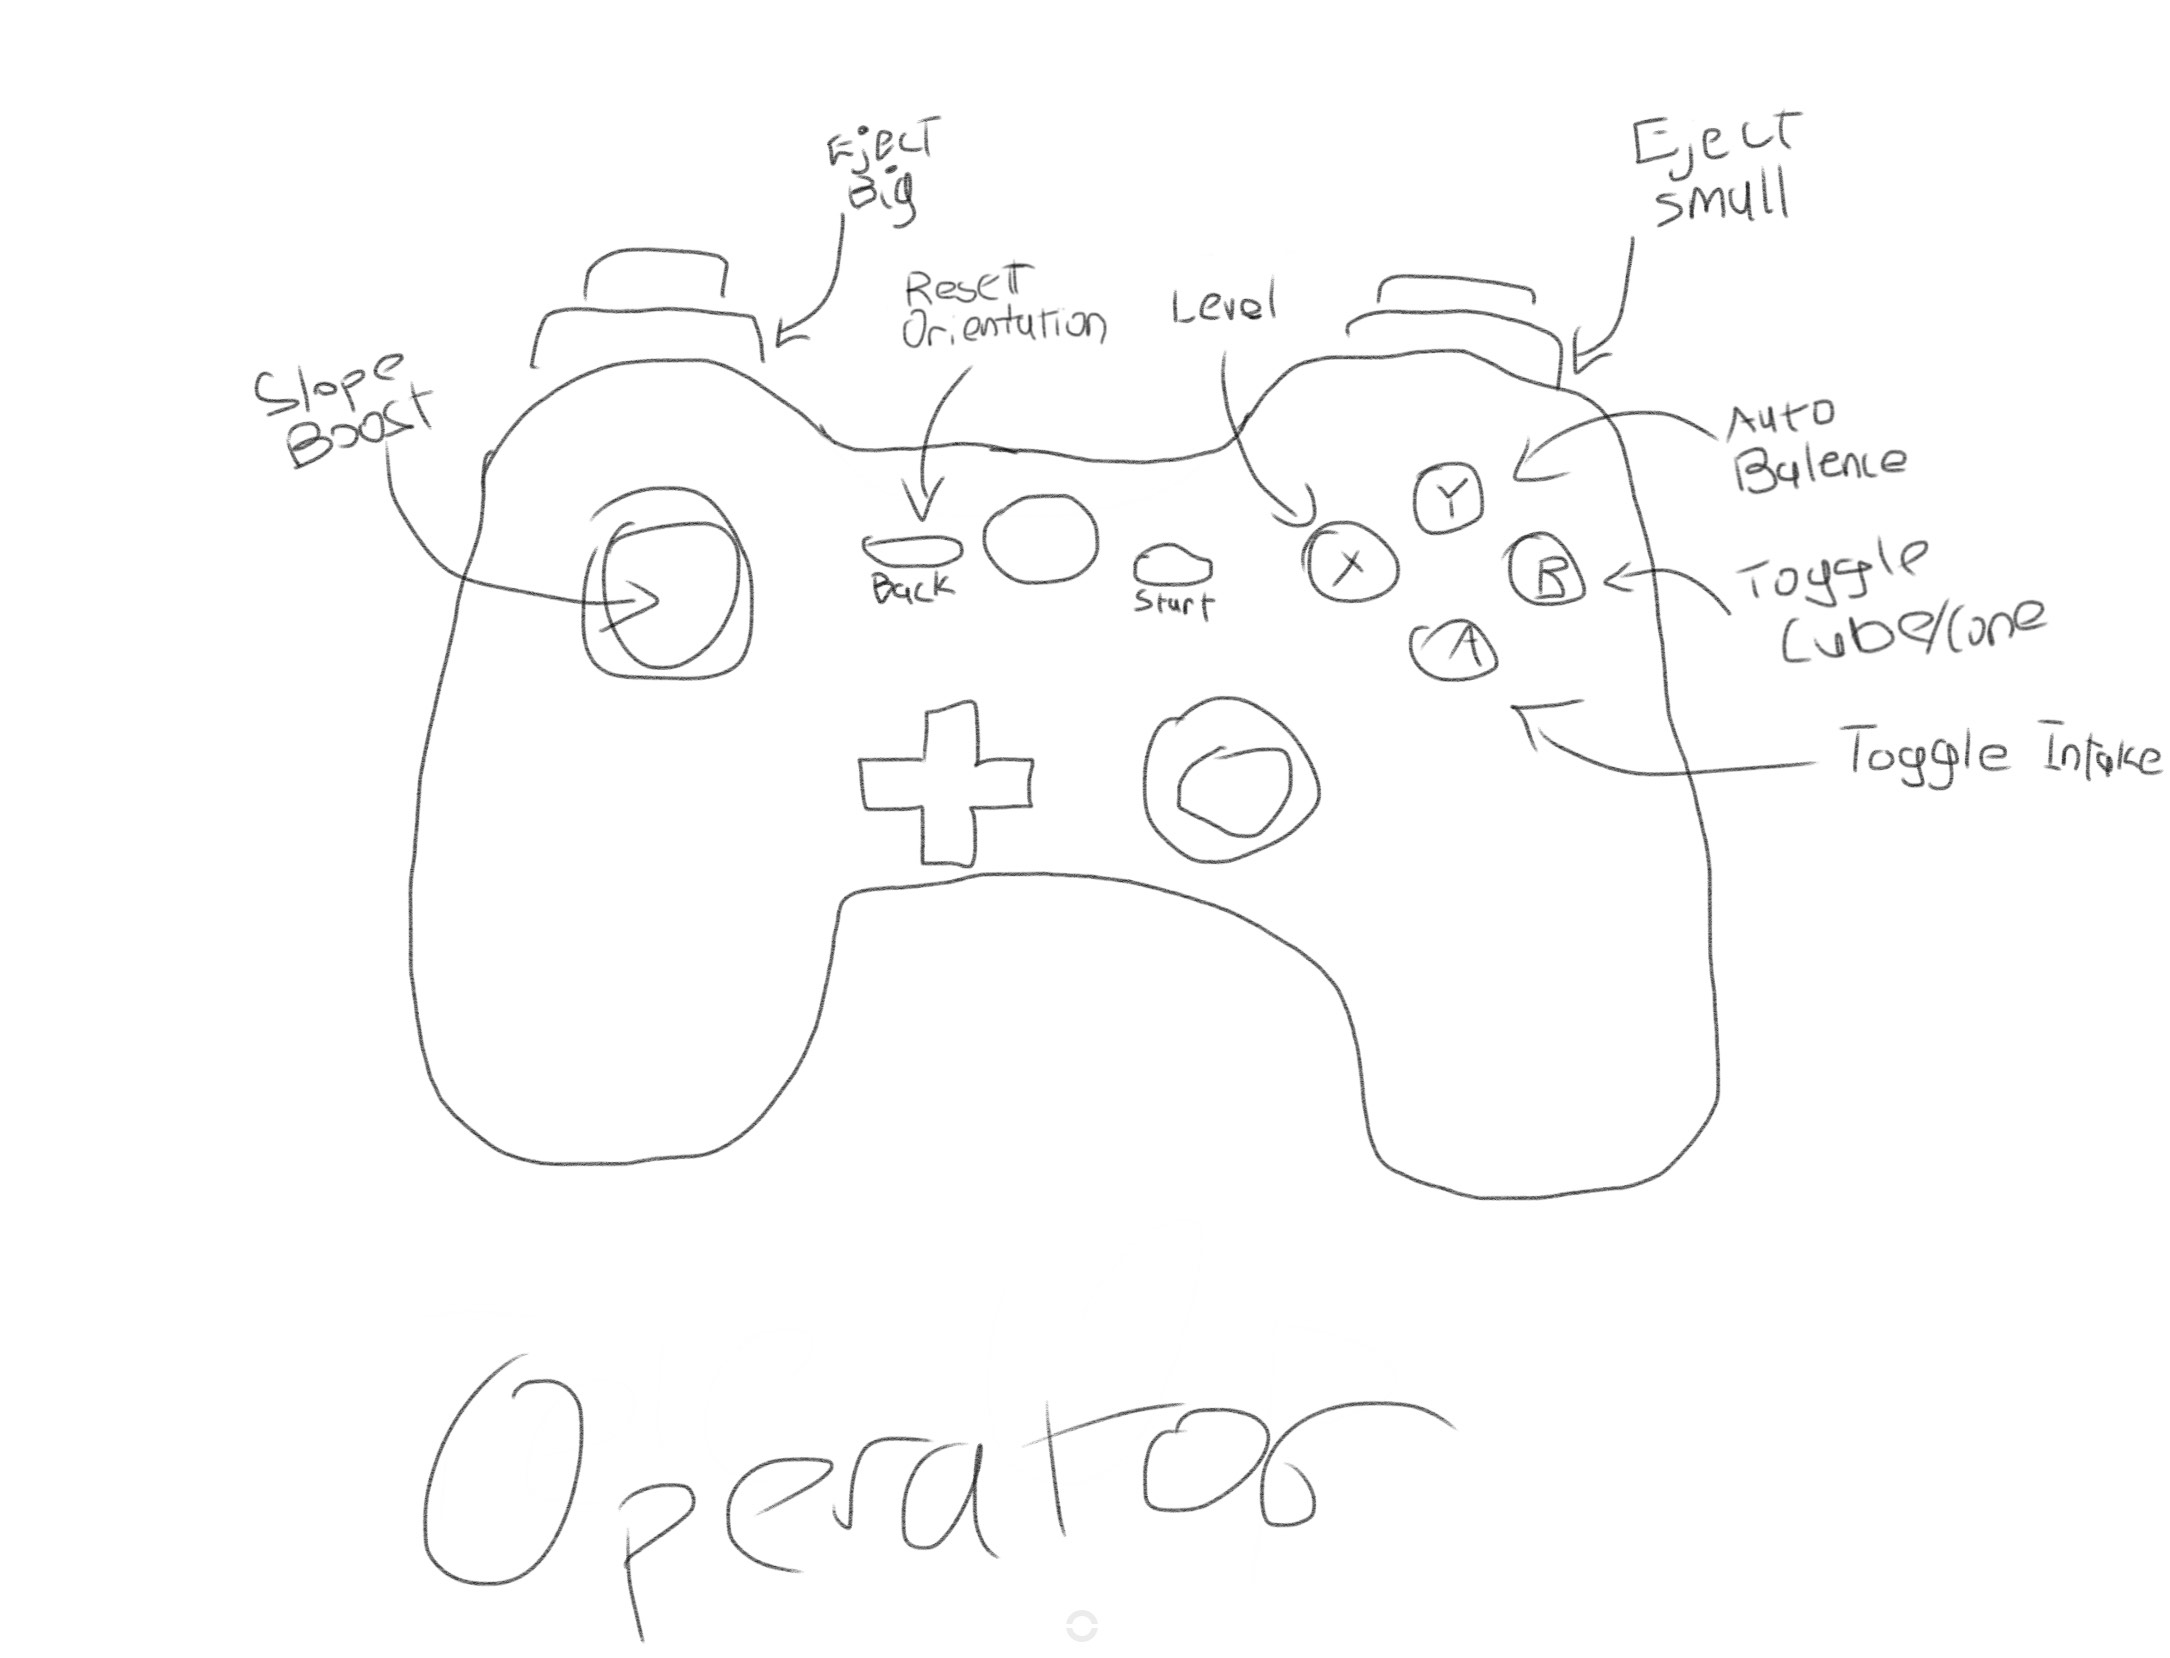 Eject
Big
Eject
Small
Reset
Orientation
Level
Slope
Boost
Auto
Balence
Y
X
B
Back
Start
Toggle
Cube/Cone
A
Toggle Intake
Operator